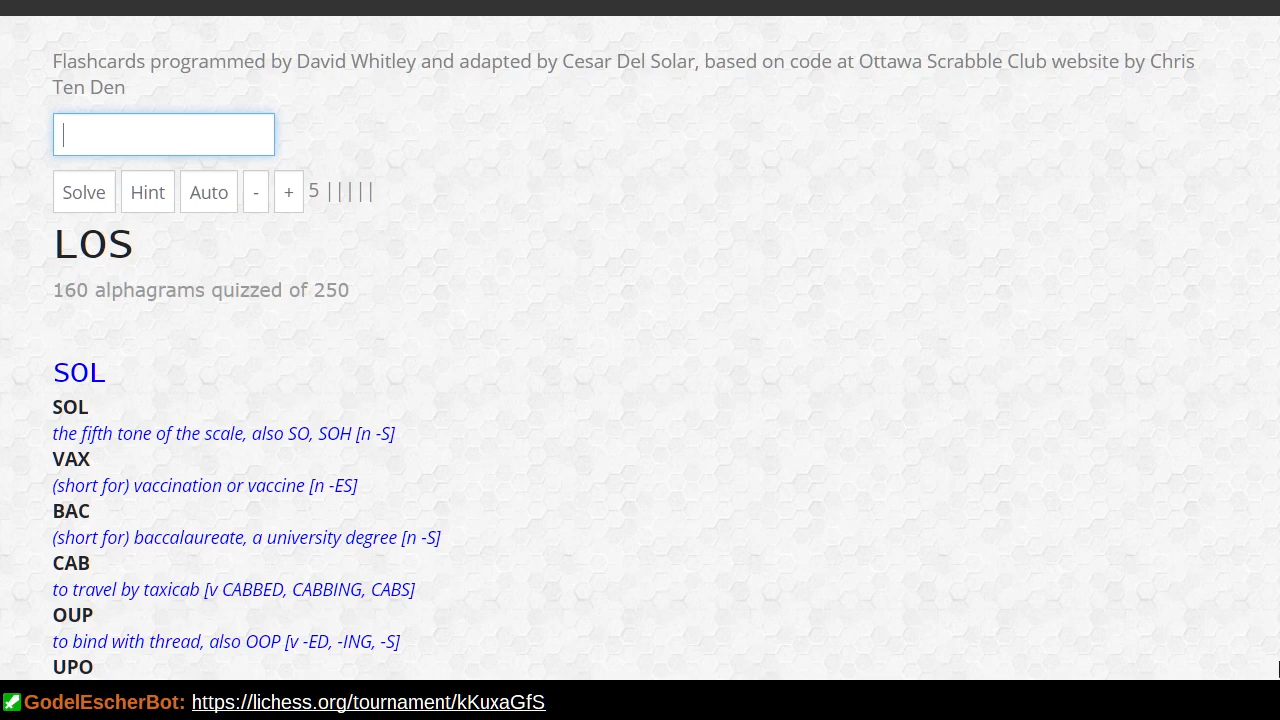 Flashcards programmed by David Whitley and adapted by Cesar Del Solar, based on code at Ottawa Scrabble Club website by Chris
Ten Den
Solve Hint Auto - + 5 |||||
LOS
160 alphagrams quizzed of 250
SOL
SOL
the fifth tone of the scale, also SO, SOH [n -S]
VAX
(short for) vaccination or vaccine [n -ES]
BAC
(short for) baccalaureate, a university degree [n -S]
CAB
to travel by taxicab [v CABBED, CABBING, CABS]
OUP
to bind with thread, also OOP [v -ED, -ING, -S]
UPO
GodelEscherBot: https://lichess.org/tournament/kKuxaGfS